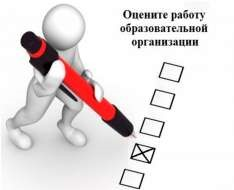 Оцените работу
образовательной
организации